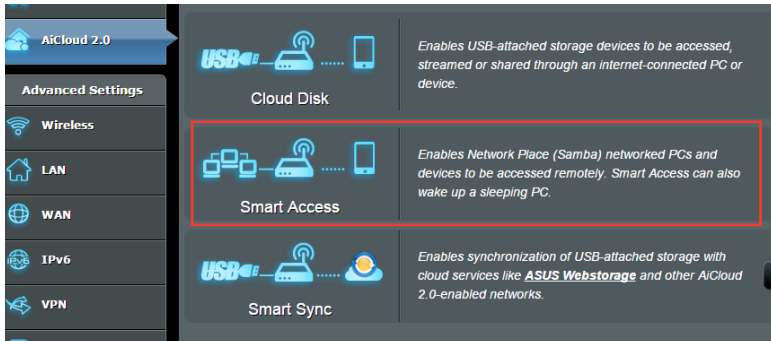 AiCloud 2.0
Advanced Settings
Wireless
LAN
WAN
IPv6
IPv6
VPN
USB
Cloud Disk
Enables USB-attached storage devices to be accessed,
streamed or shared through an internet-connected PC or
device.
Smart Access
Enables Network Place (Samba) networked PCs and
devices to be accessed remotely. Smart Access can also
wake up a sleeping PC.
USB
Smart Sync
Enables synchronization of USB-attached storage with
cloud services like ASUS Webstorage and other AiCloud
2.0-enabled networks.